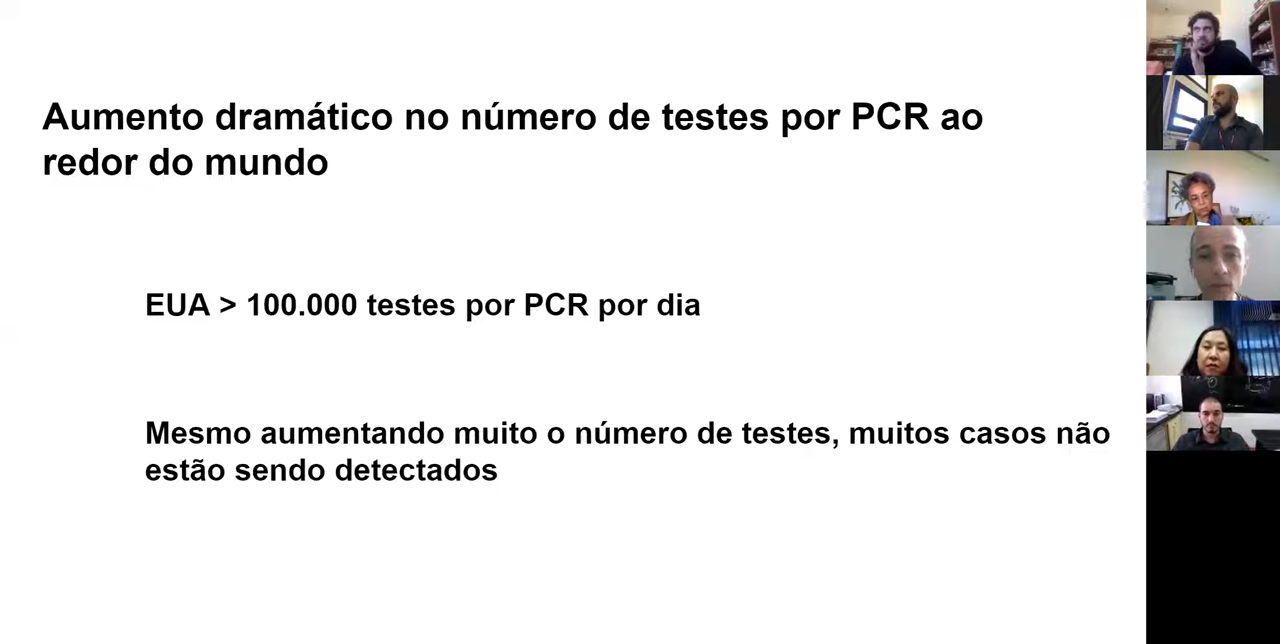 Aumento dramático no número de testes por PCR ao
redor do mundo
EUA > 100.000 testes por PCR por dia
Mesmo aumentando muito o número de testes, muitos casos não
estão sendo detectados